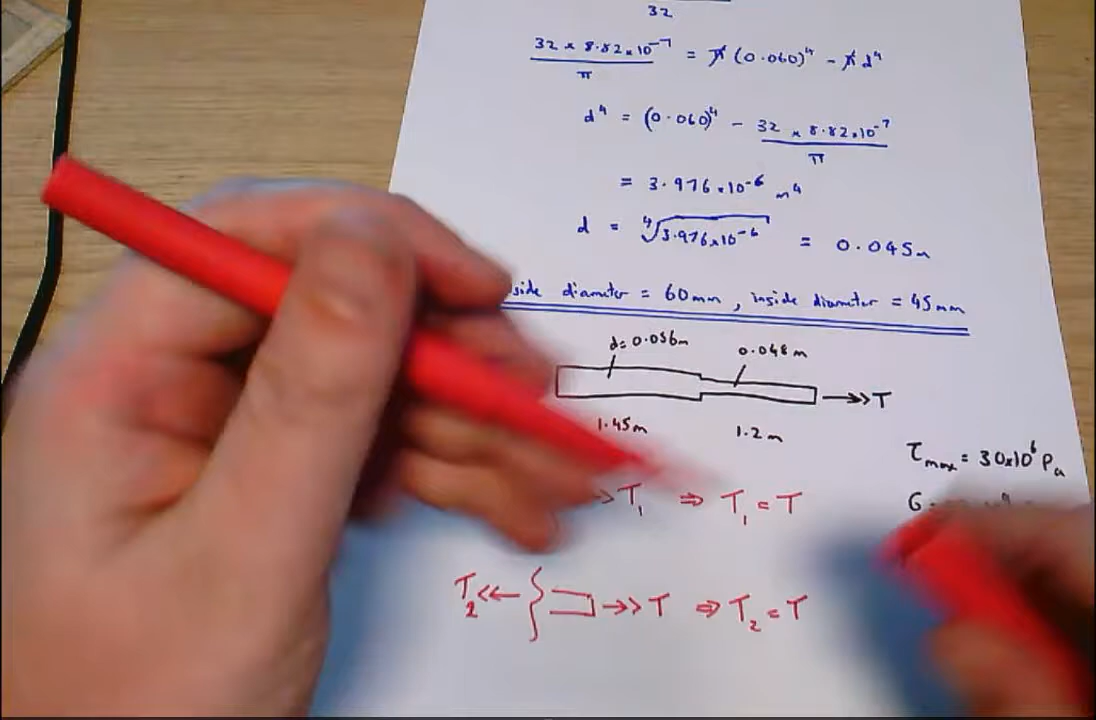 32
32 × 8.82×10⁻⁷ / π = π(0.060)⁴ - πd⁴
d⁴ = (0.060)⁴ - 32 × 8.82×10⁻⁷ / π
= 3.976×10⁻⁶ m⁴
d = ⁴√3.976×10⁻⁶ = 0.045m
side diameter = 60mm, inside diameter = 45mm
d=0.056m 0.048m
→>T
1.45m 1.2m
τmax = 30×10⁶ Pa
>T₁ ⇒ T₁ = T
G
T₂ <<← →>> T ⇒ T₂ = T